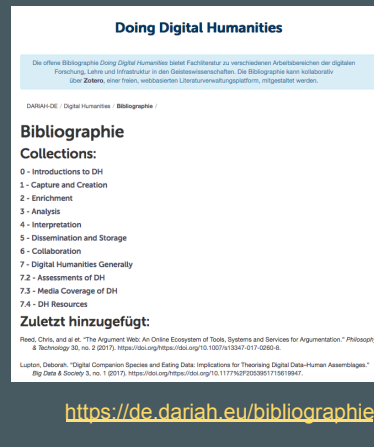 Doing Digital Humanities
Die offene Bibliographie Doing Digital Humanities bietet Fachliteratur zu verschiedenen Arbeitsbereichen der digitalen
Forschung, Lehre und Infrastruktur in den Geisteswissenschaften. Die Bibliographie kann kollaborativ
über Zotero, einer freien, webbasierten Literaturverwaltungsplattform, mitgestaltet werden.
DARIAH-DE / Digital Humanities / Bibliographie /
Bibliographie
Collections:
0 - Introductions to DH
1 - Capture and Creation
2 - Enrichment
3 - Analysis
4 - Interpretation
5 - Dissemination and Storage
6 - Collaboration
7 - Digital Humanities Generally
7.2 - Assessments of DH
7.3 - Media Coverage of DH
7.4 - DH Resources
Zuletzt hinzugefügt:
Reed, Chris, and al et. "The Argument Web: An Online Ecosystem of Tools, Systems and Services for Argumentation." Philosophy
& Technology 30, no. 2 (2017). https://doi.org/https://doi.org/10.1007/s13347-017-0260-8.
Lupton, Deborah. "Digital Companion Species and Eating Data: Implications for Theorising Digital Data–Human Assemblages."
Big Data & Society 3, no. 1 (2017). https://doi.org/https://doi.org/10.1177%2F2053951715619947.
https://de.dariah.eu/bibliographie